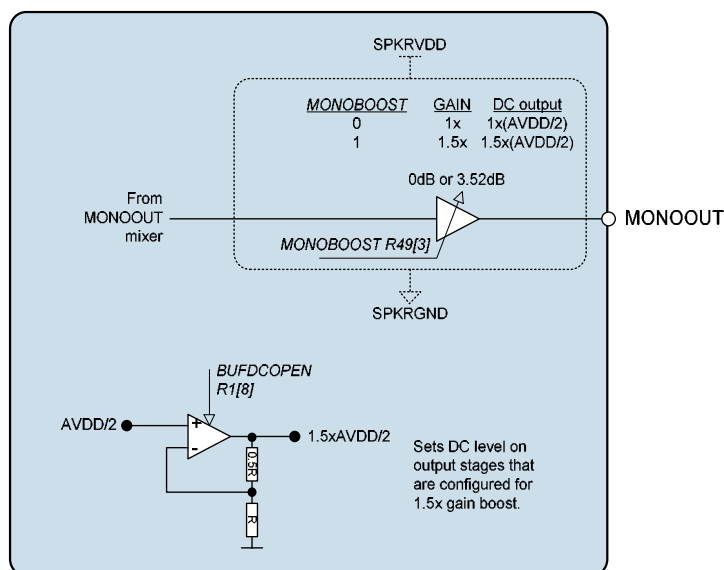 SPKRVDD
MONOBOOST GAIN DC output
0 1x 1x(AVDD/2)
1 1.5x 1.5x(AVDD/2)
0dB or 3.52dB
From
MONOOUT
mixer
MONOOUT
MONOBOOST R49[3]
SPKRGND
BUFDCOPEN
R1[8]
AVDD/2
+
-
1.5xAVDD/2
0.5R
R
Sets DC level on
output stages that
are configured for
1.5x gain boost.